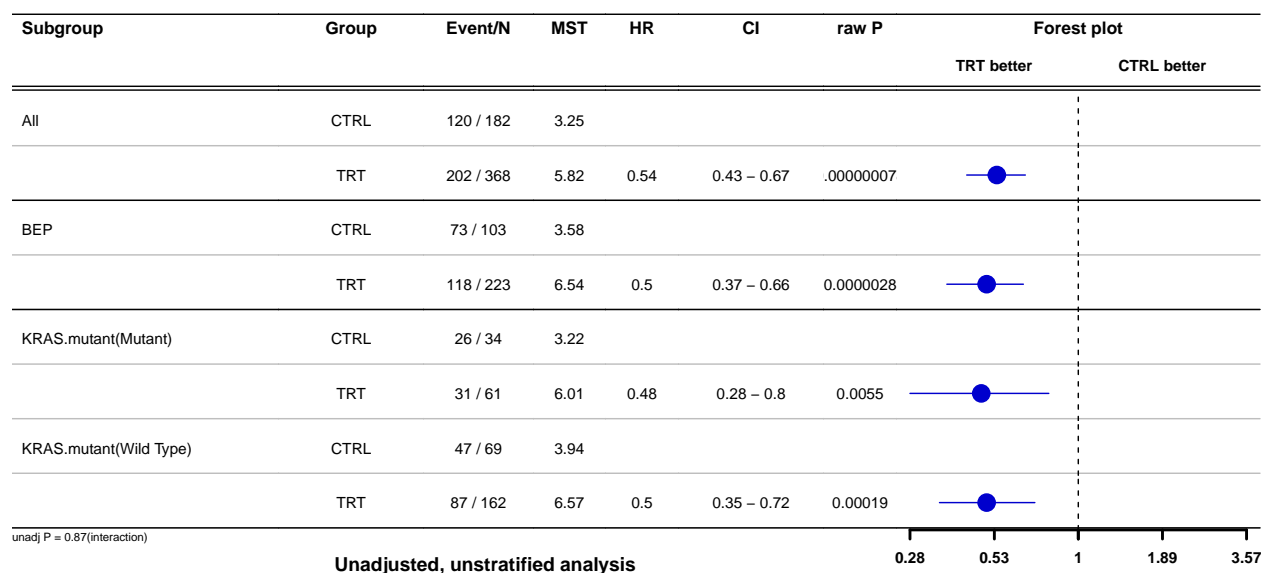 Subgroup Group Event/N MST HR CI raw P Forest plot
TRT better CTRL better
All CTRL 120 / 182 3.25
TRT 202 / 368 5.82 0.54 0.43 – 0.67 .00000007
BEP CTRL 73 / 103 3.58
TRT 118 / 223 6.54 0.5 0.37 – 0.66 0.0000028
KRAS.mutant(Mutant) CTRL 26 / 34 3.22
TRT 31 / 61 6.01 0.48 0.28 – 0.8 0.0055
KRAS.mutant(Wild Type) CTRL 47 / 69 3.94
TRT 87 / 162 6.57 0.5 0.35 – 0.72 0.00019
unadj P = 0.87(interaction)
0.28 0.53 1 1.89 3.57
Unadjusted, unstratified analysis